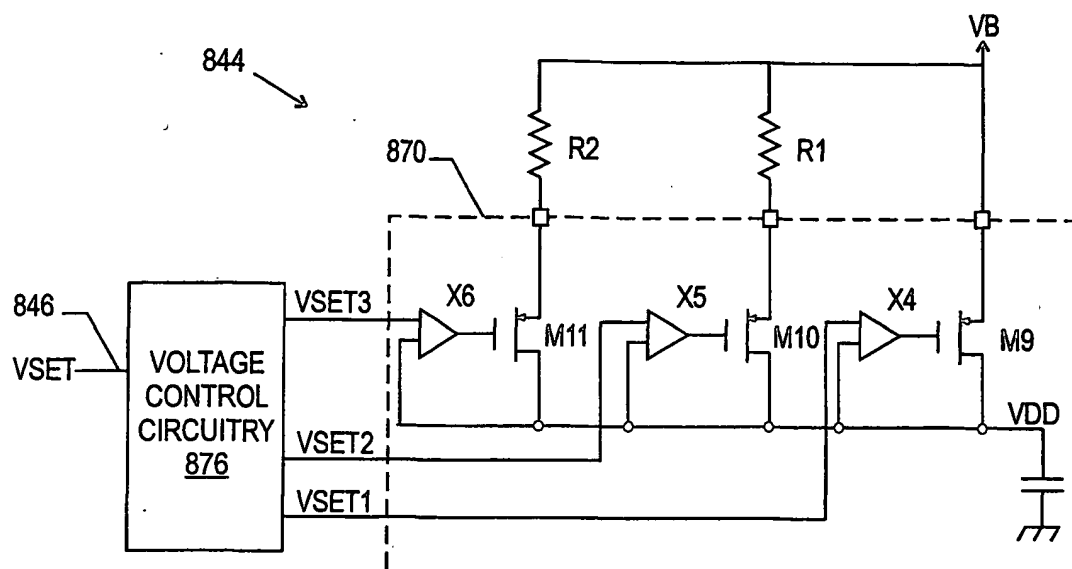 VB
844
R2
R1
870
846
VSET3
X6
X5
X4
M11
M10
M9
VSET
VOLTAGE
CONTROL
CIRCUITRY
876
VSET2
VDD
VSET1